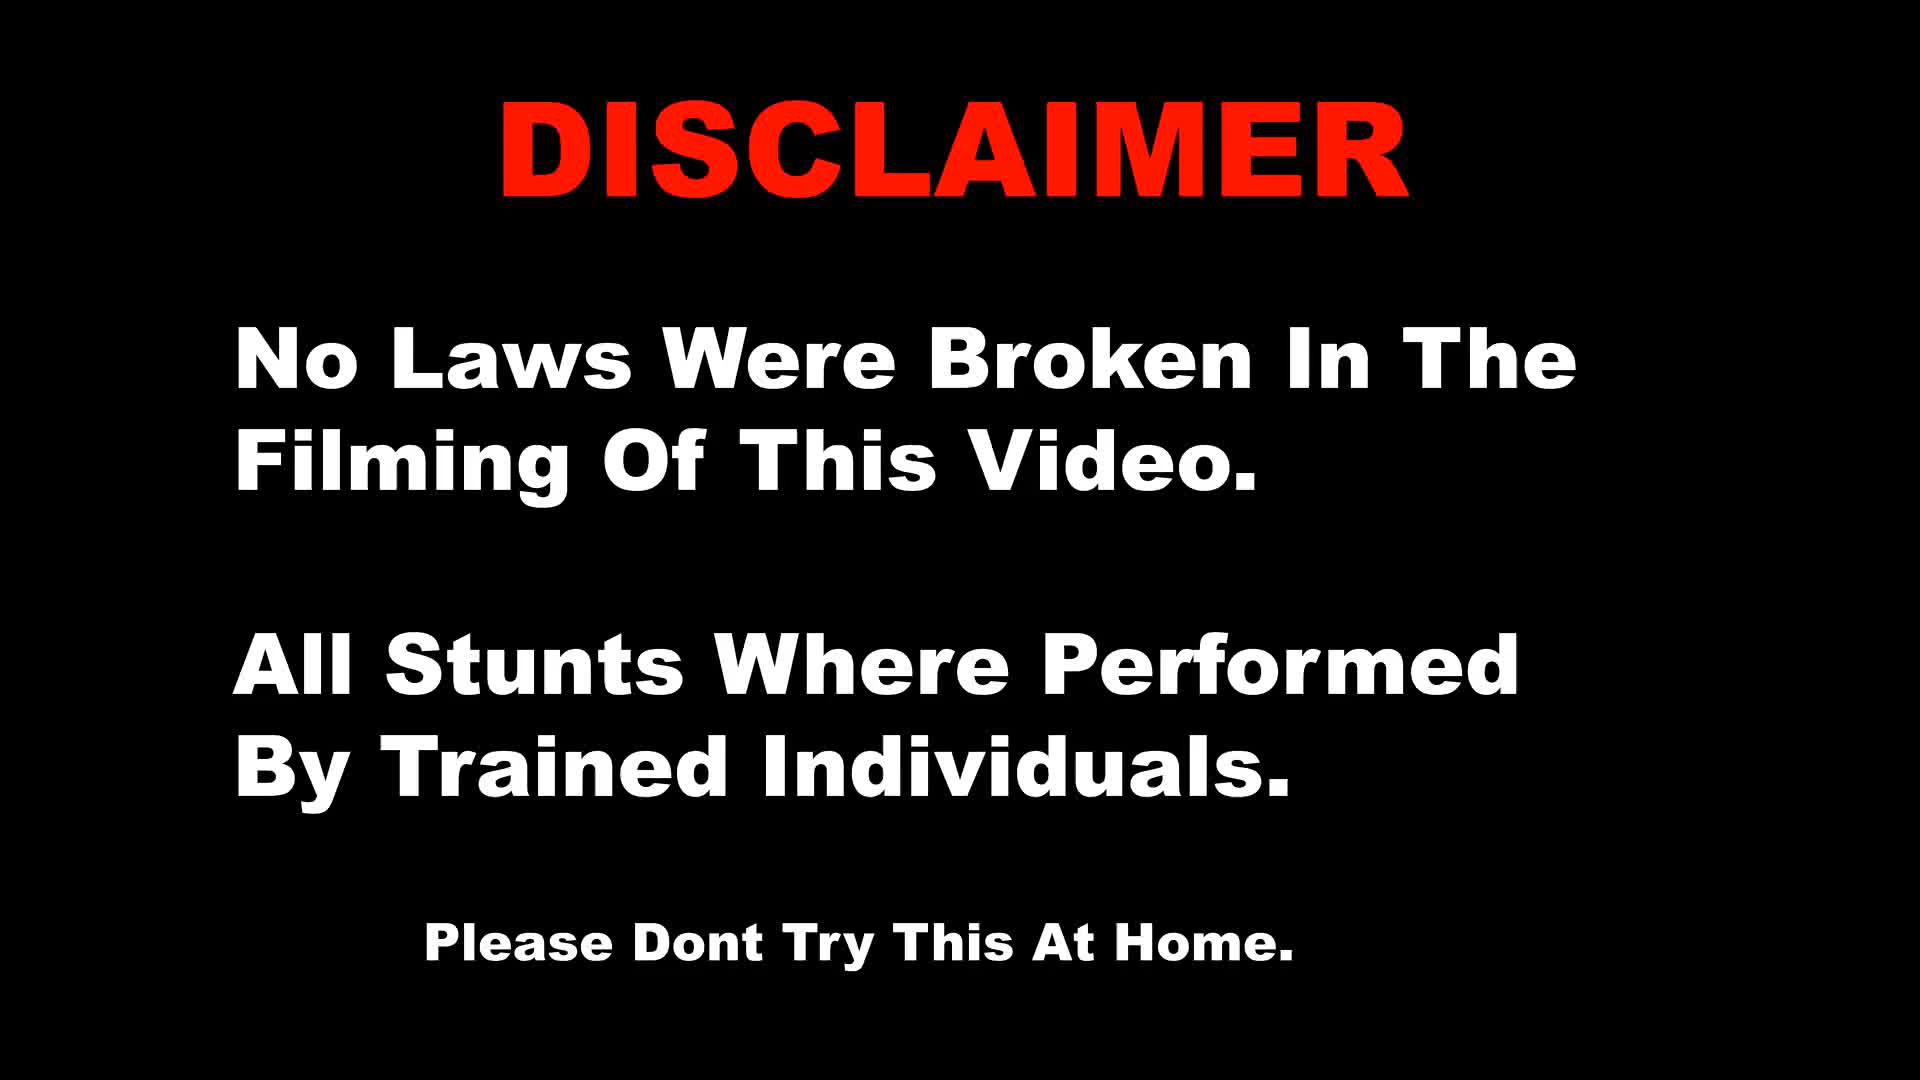 DISCLAIMER
No Laws Were Broken In The
Filming Of This Video.
All Stunts Where Performed
By Trained Individuals.
Please Dont Try This At Home.